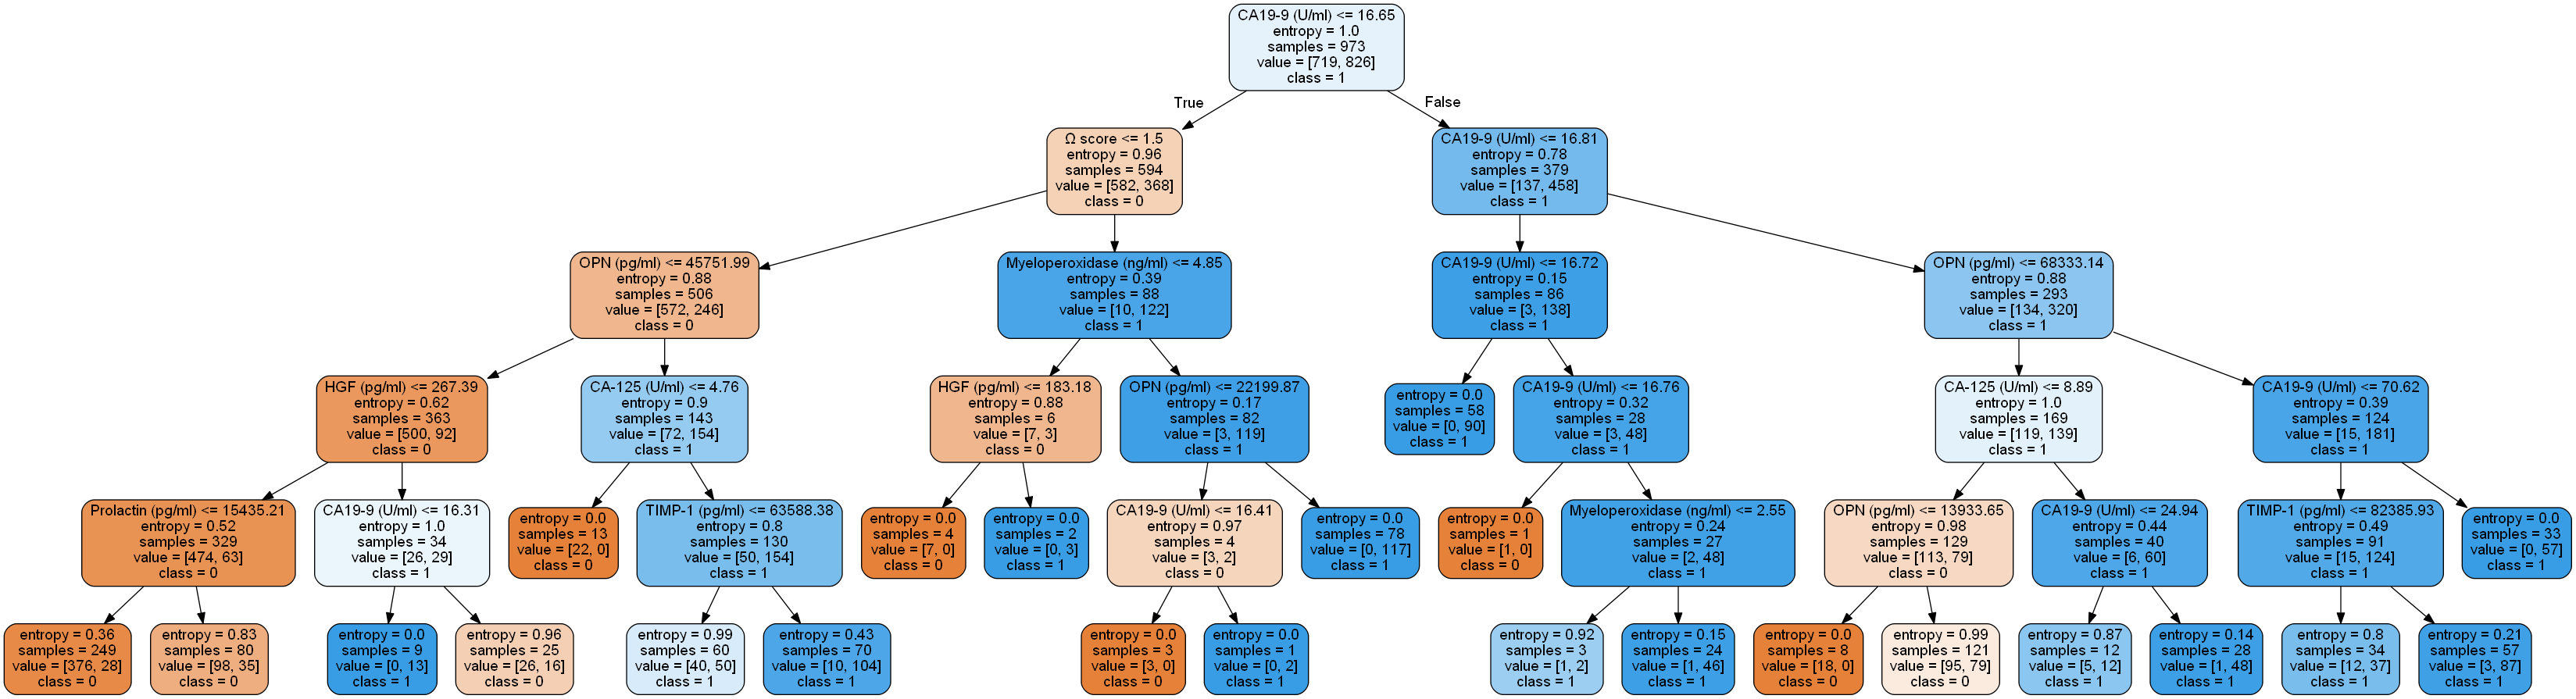 CA19-9 (U/ml) <= 16.65
entropy = 1.0
samples = 973
value = [719, 826]
class = 1
True
False
Ω score <= 1.5
entropy = 0.96
samples = 594
value = [582, 368]
class = 0
CA19-9 (U/ml) <= 16.81
entropy = 0.78
samples = 379
value = [137, 458]
class = 1
OPN (pg/ml) <= 45751.99
entropy = 0.88
samples = 506
value = [572, 246]
class = 0
Myeloperoxidase (ng/ml) <= 4.85
entropy = 0.39
samples = 88
value = [10, 122]
class = 1
CA19-9 (U/ml) <= 16.72
entropy = 0.15
samples = 86
value = [3, 138]
class = 1
OPN (pg/ml) <= 68333.14
entropy = 0.88
samples = 293
value = [134, 320]
class = 1
HGF (pg/ml) <= 267.39
entropy = 0.62
samples = 363
value = [500, 92]
class = 0
CA-125 (U/ml) <= 4.76
entropy = 0.9
samples = 143
value = [72, 154]
class = 1
HGF (pg/ml) <= 183.18
entropy = 0.88
samples = 6
value = [7, 3]
class = 0
OPN (pg/ml) <= 22199.87
entropy = 0.17
samples = 82
value = [3, 119]
class = 1
entropy = 0.0
samples = 58
value = [0, 90]
class = 1
CA19-9 (U/ml) <= 16.76
entropy = 0.32
samples = 28
value = [3, 48]
class = 1
CA-125 (U/ml) <= 8.89
entropy = 1.0
samples = 169
value = [119, 139]
class = 1
CA19-9 (U/ml) <= 70.62
entropy = 0.39
samples = 124
value = [15, 181]
class = 1
Prolactin (pg/ml) <= 15435.21
entropy = 0.52
samples = 329
value = [474, 63]
class = 0
CA19-9 (U/ml) <= 16.31
entropy = 1.0
samples = 34
value = [26, 29]
class = 1
entropy = 0.0
samples = 13
value = [22, 0]
class = 0
TIMP-1 (pg/ml) <= 63588.38
entropy = 0.8
samples = 130
value = [50, 154]
class = 1
entropy = 0.0
samples = 4
value = [7, 0]
class = 0
entropy = 0.0
samples = 2
value = [0, 3]
class = 1
CA19-9 (U/ml) <= 16.41
entropy = 0.97
samples = 4
value = [3, 2]
class = 0
entropy = 0.0
samples = 78
value = [0, 117]
class = 1
entropy = 0.0
samples = 1
value = [1, 0]
class = 0
Myeloperoxidase (ng/ml) <= 2.55
entropy = 0.24
samples = 27
value = [2, 48]
class = 1
OPN (pg/ml) <= 13933.65
entropy = 0.98
samples = 129
value = [113, 79]
class = 0
CA19-9 (U/ml) <= 24.94
entropy = 0.44
samples = 40
value = [6, 60]
class = 1
TIMP-1 (pg/ml) <= 82385.93
entropy = 0.49
samples = 91
value = [15, 124]
class = 1
entropy = 0.0
samples = 33
value = [0, 57]
class = 1
entropy = 0.36
samples = 249
value = [376, 28]
class = 0
entropy = 0.83
samples = 80
value = [98, 35]
class = 0
entropy = 0.0
samples = 9
value = [0, 13]
class = 1
entropy = 0.96
samples = 25
value = [26, 16]
class = 0
entropy = 0.99
samples = 60
value = [40, 50]
class = 1
entropy = 0.43
samples = 70
value = [10, 104]
class = 1
entropy = 0.0
samples = 3
value = [3, 0]
class = 0
entropy = 0.0
samples = 1
value = [0, 2]
class = 1
entropy = 0.92
samples = 3
value = [1, 2]
class = 1
entropy = 0.15
samples = 24
value = [1, 46]
class = 1
entropy = 0.0
samples = 8
value = [18, 0]
class = 0
entropy = 0.99
samples = 121
value = [95, 79]
class = 0
entropy = 0.87
samples = 12
value = [5, 12]
class = 1
entropy = 0.14
samples = 28
value = [1, 48]
class = 1
entropy = 0.8
samples = 34
value = [12, 37]
class = 1
entropy = 0.21
samples = 57
value = [3, 87]
class = 1